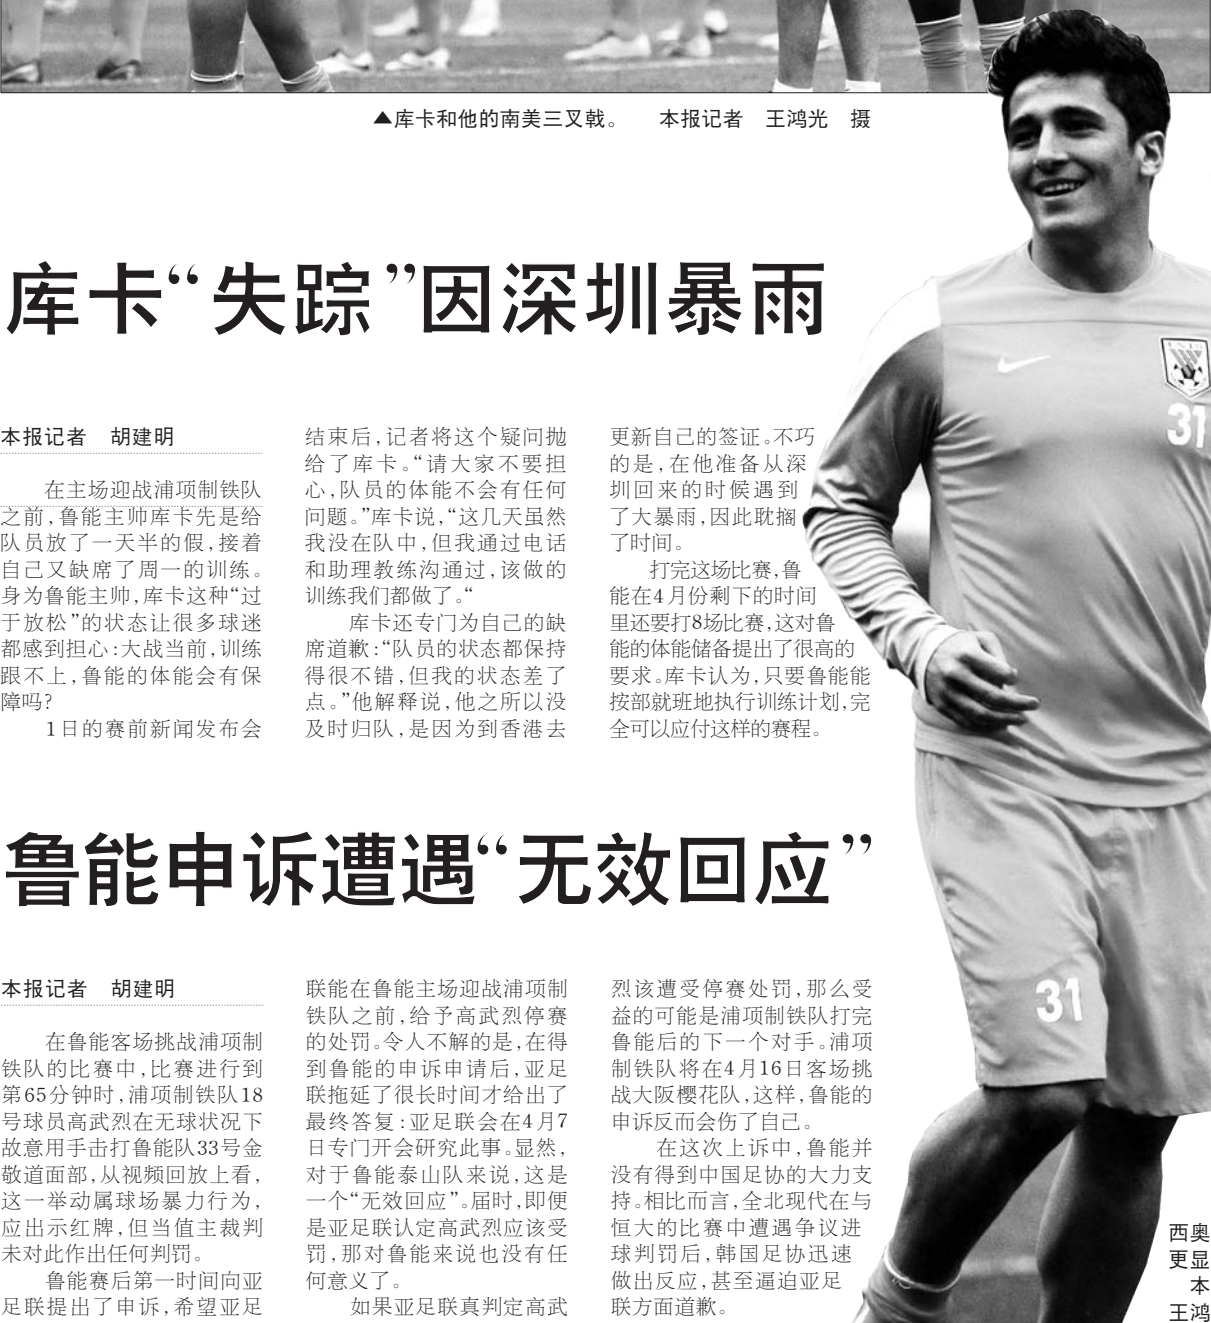 ▲库卡和他的南美三叉戟。　本报记者　王鸿光　摄
库卡“失踪”因深圳暴雨
本报记者　胡建明
在主场迎战浦项制铁队
之前，鲁能主帅库卡先是给
队员放了一天半的假，接着
自己又缺席了周一的训练。
身为鲁能主帅，库卡这种“过
于放松”的状态让很多球迷
都感到担心：大战当前，训练
跟不上，鲁能的体能会有保
障吗？
1日的赛前新闻发布会
结束后，记者将这个疑问抛
给了库卡。“请大家不要担
心，队员的体能不会有任何
问题。”库卡说，“这几天虽然
我没在队中，但我通过电话
和助理教练沟通过，该做的
训练我们都做了。“
库卡还专门为自己的缺
席道歉：“队员的状态都保持
得很不错，但我的状态差了
点。”他解释说，他之所以没
及时归队，是因为到香港去
更新自己的签证。不巧
的是，在他准备从深
圳回来的时候遇到
了大暴雨，因此耽搁
了时间。
打完这场比赛，鲁
能在4月份剩下的时间
里还要打8场比赛，这对鲁
能的体能储备提出了很高的
要求。库卡认为，只要鲁能能
按部就班地执行训练计划，完
全可以应付这样的赛程。
鲁能申诉遭遇“无效回应”
本报记者　胡建明
在鲁能客场挑战浦项制
铁队的比赛中，比赛进行到
第65分钟时，浦项制铁队18
号球员高武烈在无球状况下
故意用手击打鲁能队33号金
敬道面部，从视频回放上看，
这一举动属球场暴力行为，
应出示红牌，但当值主裁判
未对此作出任何判罚。
鲁能赛后第一时间向亚
足联提出了申诉，希望亚足
联能在鲁能主场迎战浦项制
铁队之前，给予高武烈停赛
的处罚。令人不解的是，在得
到鲁能的申诉申请后，亚足
联拖延了很长时间才给出了
最终答复：亚足联会在4月7
日专门开会研究此事。显然，
对于鲁能泰山队来说，这是
一个“无效回应”。届时，即便
是亚足联认定高武烈应该受
罚，那对鲁能来说也没有任
何意义了。
如果亚足联真判定高武
烈该遭受停赛处罚，那么受
益的可能是浦项制铁队打完
鲁能后的下一个对手。浦项
制铁队将在4月16日客场挑
战大阪樱花队，这样，鲁能的
申诉反而会伤了自己。
在这次上诉中，鲁能并
没有得到中国足协的大力支
持。相比而言，全北现代在与
恒大的比赛中遭遇争议进
球判罚后，韩国足协迅速
做出反应，甚至逼迫亚足
联方面道歉。
31
31
西奥
更显
本
王鸿